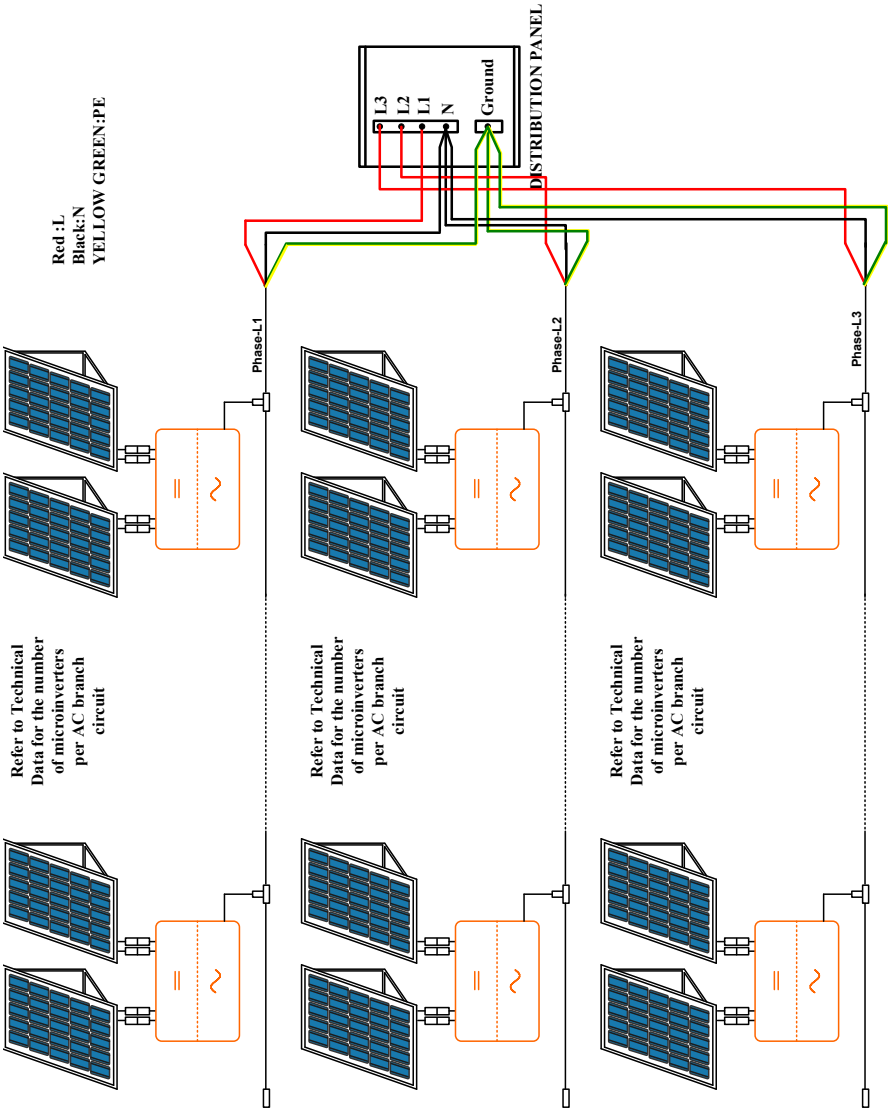 Red :L
Black:N
YELLOW GREEN:PE
L3
L2
L1
N
Ground
DISTRIBUTION PANEL
Phase-L1
Phase-L2
Phase-L3
Refer to Technical
Data for the number
of microinverters
per AC branch
circuit
Refer to Technical
Data for the number
of microinverters
per AC branch
circuit
Refer to Technical
Data for the number
of microinverters
per AC branch
circuit